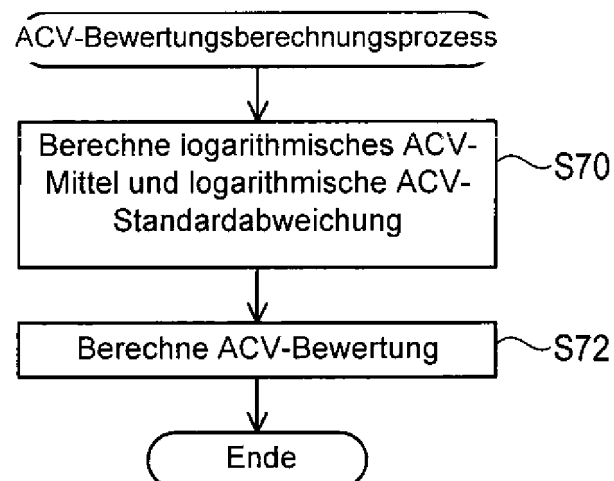 ACV-Bewertungsberechnungsprozess
Berechne logarithmisches ACV-
Mittel und logarithmische ACV-
Standardabweichung
S70
Berechne ACV-Bewertung
S72
Ende